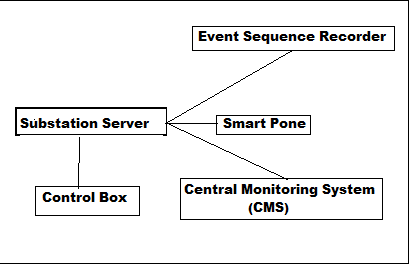 Event Sequence Recorder
Substation Server
Smart Pone
Control Box
Central Monitoring System
(CMS)